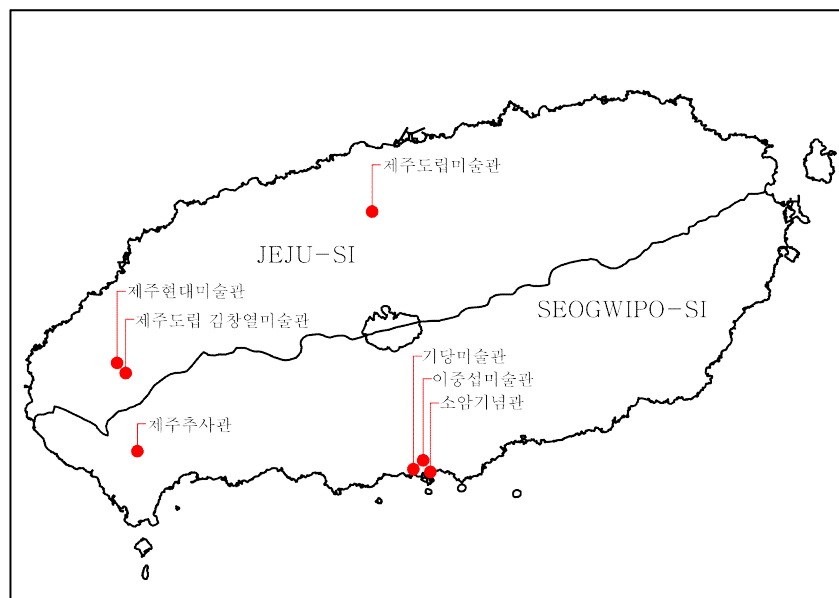 제주도립미술관
JEJU-SI
제주현대미술관
SEOGWIPO-SI
제주도립 김창열미술관
기당미술관
이중섭미술관
소암기념관
제주추사관